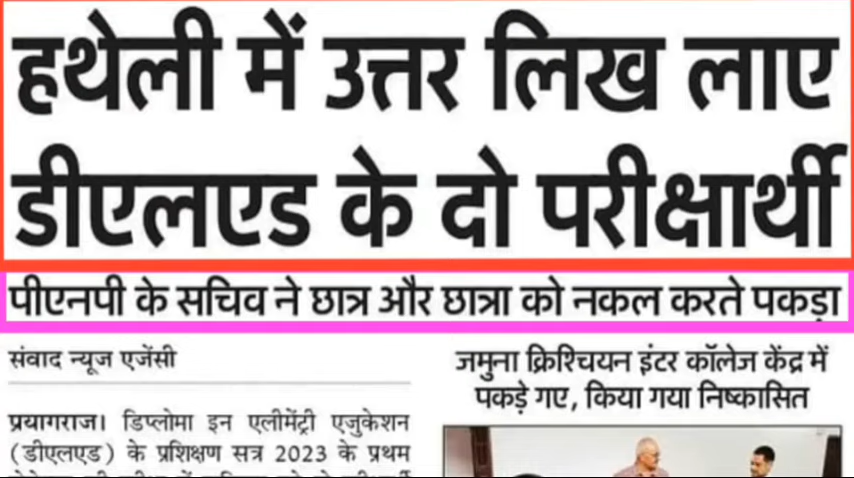 हथेली में उत्तर लिख लाए
डीएलएड के दो परीक्षार्थी
पीएनपी के सचिव ने छात्र और छात्रा को नकल करते पकड़ा
संवाद न्यूज एजेंसी
प्रयागराज। डिप्लोमा इन एलीमेंट्री एजुकेशन
(डीएलएड) के प्रशिक्षण सत्र 2023 के प्रथम
जमुना क्रिश्चियन इंटर कॉलेज केंद्र में
पकड़े गए, किया गया निष्कासित